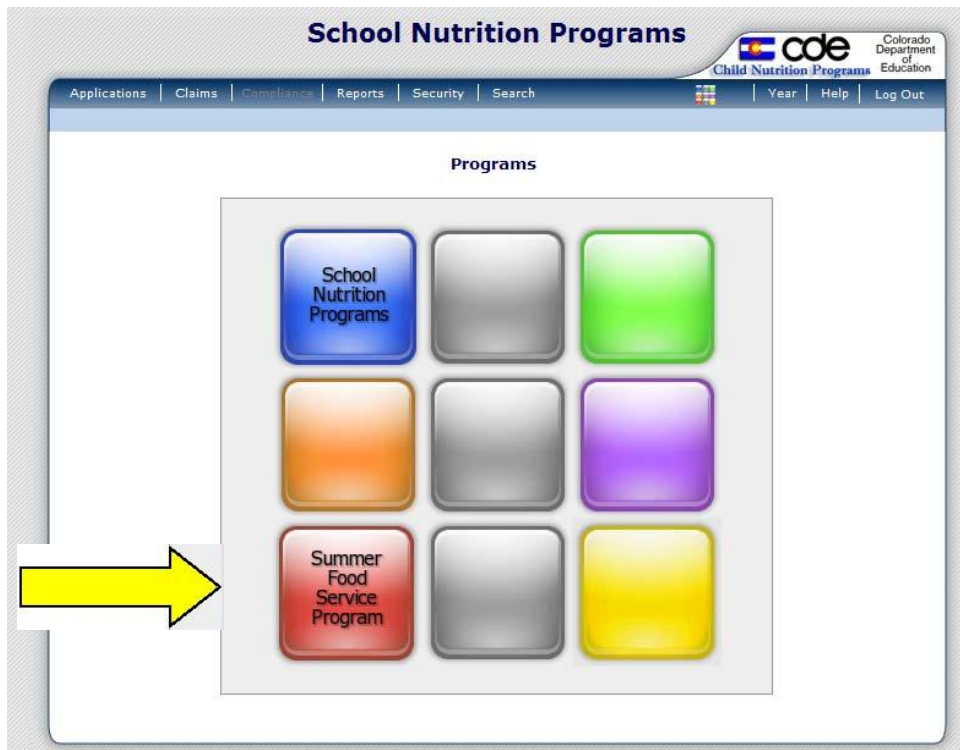 School Nutrition Programs
cde
Child Nutrition Programs
Colorado
Department
of
Education
Applications | Claims | Compliance | Reports | Security | Search | Year | Help | Log Out
Programs
School
Nutrition
Programs
Summer
Food
Service
Program